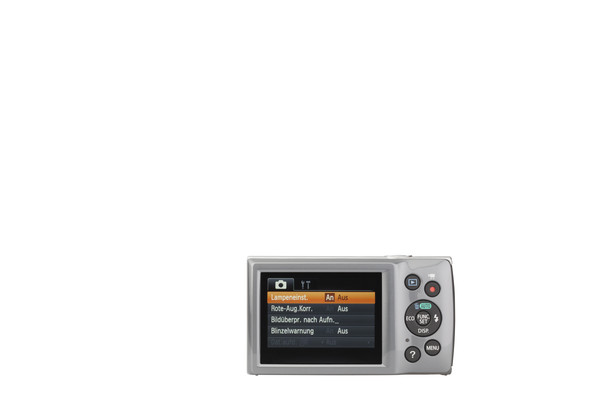 Lampeneinst. An Aus
Rote-Aug.Korr. Aus
Bildüberpr. nach Aufn._
Blinzelwarnung Aus
ECO. FUNC. SET
DISP.
? MENU